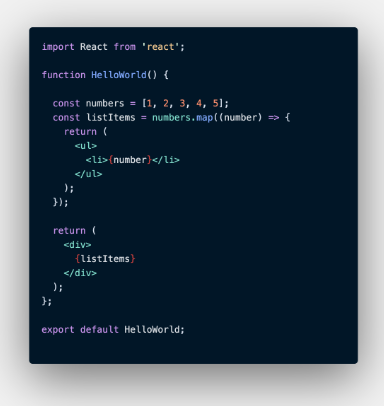 import React from 'react';
function HelloWorld() {
const numbers = [1, 2, 3, 4, 5];
const listItems = numbers.map((number) => {
return (
<ul>
<li>{number}</li>
</ul>
);
});
return (
<div>
{listItems}
</div>
);
};
export default HelloWorld;